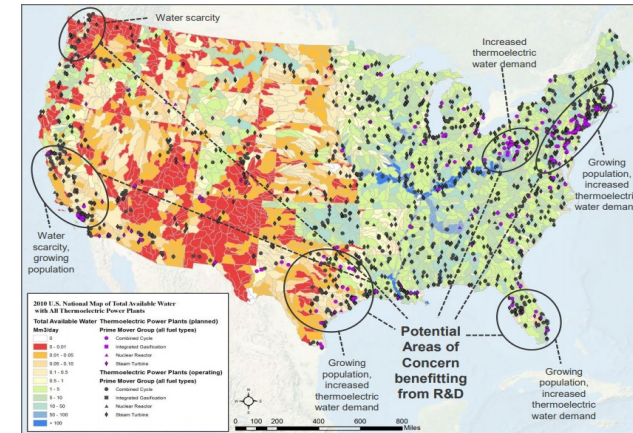 Water scarcity
Increased
thermoelectric
water demand
Growing
population,
increased
thermoelectric
water demand
Water
scarcity,
growing
population
2010 U.S. National Map of Total Available Water
with All Thermoelectric Power Plants
Total Available Water
Mm3/day
0
0 - 0.01
0.01 - 0.05
0.05 - 0.10
0.1 - 0.5
0.5 - 1
1 - 5
5 - 10
10 - 50
50 - 100
> 100
Thermoelectric Power Plants (planned)
Prime Mover Group (all fuel types)
Combined Cycle
Integrated Gasification
Nuclear Reactor
Steam Turbine
Thermoelectric Power Plants (operating)
Prime Mover Group (all fuel types)
Combined Cycle
Integrated Gasification
Nuclear Reactor
Steam Turbine
Growing
population,
increased
thermoelectric
water demand
Potential
Areas of
Concern
benefitting
from R&D
Growing
population,
increased
thermoelectric
water demand
0 100 200 400 600 800
Miles